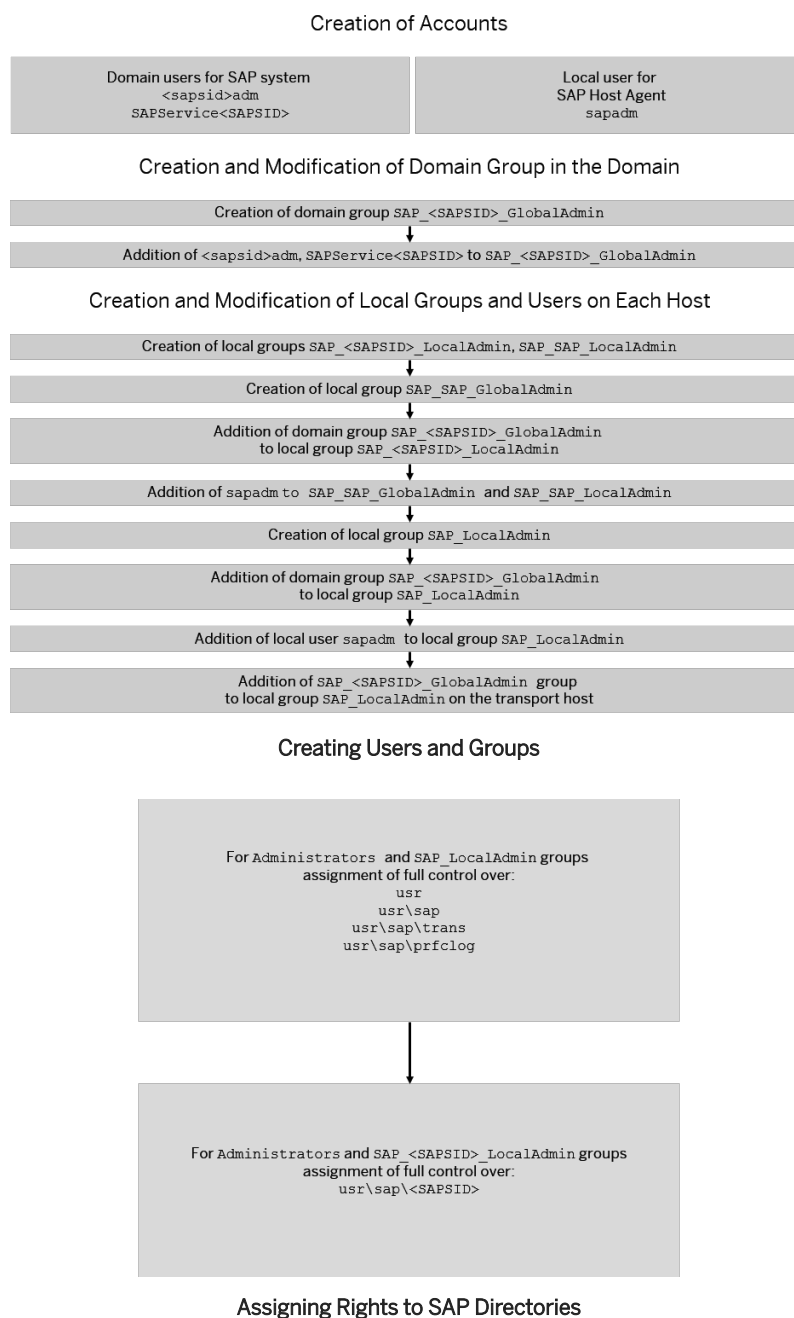 Creation of Accounts
Domain users for SAP system
<sapsid>adm
SAPService<SAPSID>
Local user for
SAP Host Agent
sapadm
Creation and Modification of Domain Group in the Domain
Creation of domain group SAP_<SAPSID>_GlobalAdmin
Addition of <sapsid>adm, SAPService<SAPSID> to SAP_<SAPSID>_GlobalAdmin
Creation and Modification of Local Groups and Users on Each Host
Creation of local groups SAP_<SAPSID>_LocalAdmin, SAP_SAP_LocalAdmin
Creation of local group SAP_SAP_GlobalAdmin
Addition of domain group SAP_<SAPSID>_GlobalAdmin
to local group SAP_<SAPSID>_LocalAdmin
Addition of sapadm to SAP_SAP_GlobalAdmin and SAP_SAP_LocalAdmin
Creation of local group SAP_LocalAdmin
Addition of domain group SAP_<SAPSID>_GlobalAdmin
to local group SAP_LocalAdmin
Addition of local user sapadm to local group SAP_LocalAdmin
Addition of SAP_<SAPSID>_GlobalAdmin group
to local group SAP_LocalAdmin on the transport host
Creating Users and Groups
For Administrators and SAP_LocalAdmin groups
assignment of full control over:
usr
usr\sap
usr\sap\trans
usr\sap\prfclog
For Administrators and SAP_<SAPSID>_LocalAdmin groups
assignment of full control over:
usr\sap\<SAPSID>
Assigning Rights to SAP Directories